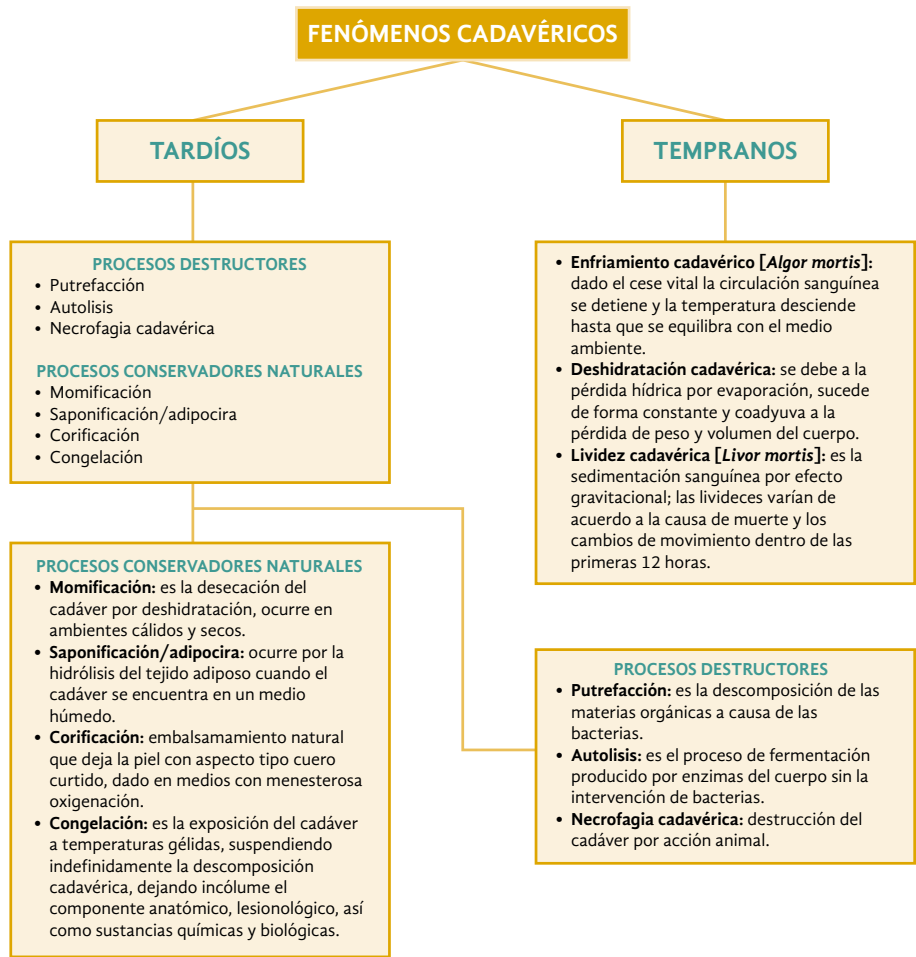 FENÓMENOS CADAVÉRICOS
TARDÍOS
TEMPRANOS
PROCESOS DESTRUCTORES
• Putrefacción
• Autolisis
• Necrofagia cadavérica
PROCESOS CONSERVADORES NATURALES
• Momificación
• Saponificación/adipocira
• Corificación
• Congelación
• Enfriamiento cadavérico [Algor mortis]:
dado el cese vital la circulación sanguínea
se detiene y la temperatura desciende
hasta que se equilibra con el medio
ambiente.
• Deshidratación cadavérica: se debe a la
pérdida hídrica por evaporación, sucede
de forma constante y coadyuva a la
pérdida de peso y volumen del cuerpo.
• Lividez cadavérica [Livor mortis]: es la
sedimentación sanguínea por efecto
gravitacional; las livideces varían de
acuerdo a la causa de muerte y los
cambios de movimiento dentro de las
primeras 12 horas.
PROCESOS CONSERVADORES NATURALES
• Momificación: es la desecación del
cadáver por deshidratación, ocurre en
ambientes cálidos y secos.
• Saponificación/adipocira: ocurre por la
hidrólisis del tejido adiposo cuando el
cadáver se encuentra en un medio
húmedo.
• Corificación: embalsamamiento natural
que deja la piel con aspecto tipo cuero
curtido, dado en medios con menesterosa
oxigenación.
• Congelación: es la exposición del cadáver
a temperaturas gélidas, suspendiendo
indefinidamente la descomposición
cadavérica, dejando incólume el
componente anatómico, lesionológico, así
como sustancias químicas y biológicas.
PROCESOS DESTRUCTORES
• Putrefacción: es la descomposición de las
materias orgánicas a causa de las
bacterias.
• Autolisis: es el proceso de fermentación
producido por enzimas del cuerpo sin la
intervención de bacterias.
• Necrofagia cadavérica: destrucción del
cadáver por acción animal.